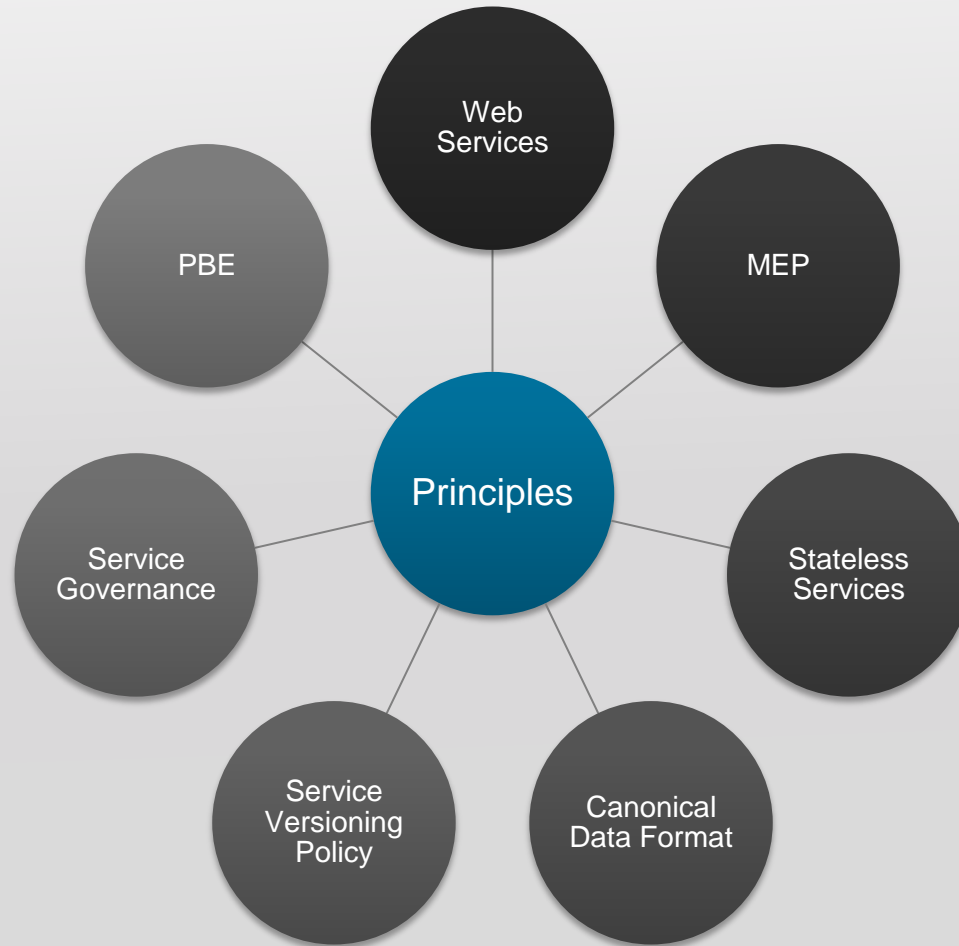 Web
Services
PBE
MEP
Principles
Service
Governance
Stateless
Services
Service
Versioning
Policy
Canonical
Data Format